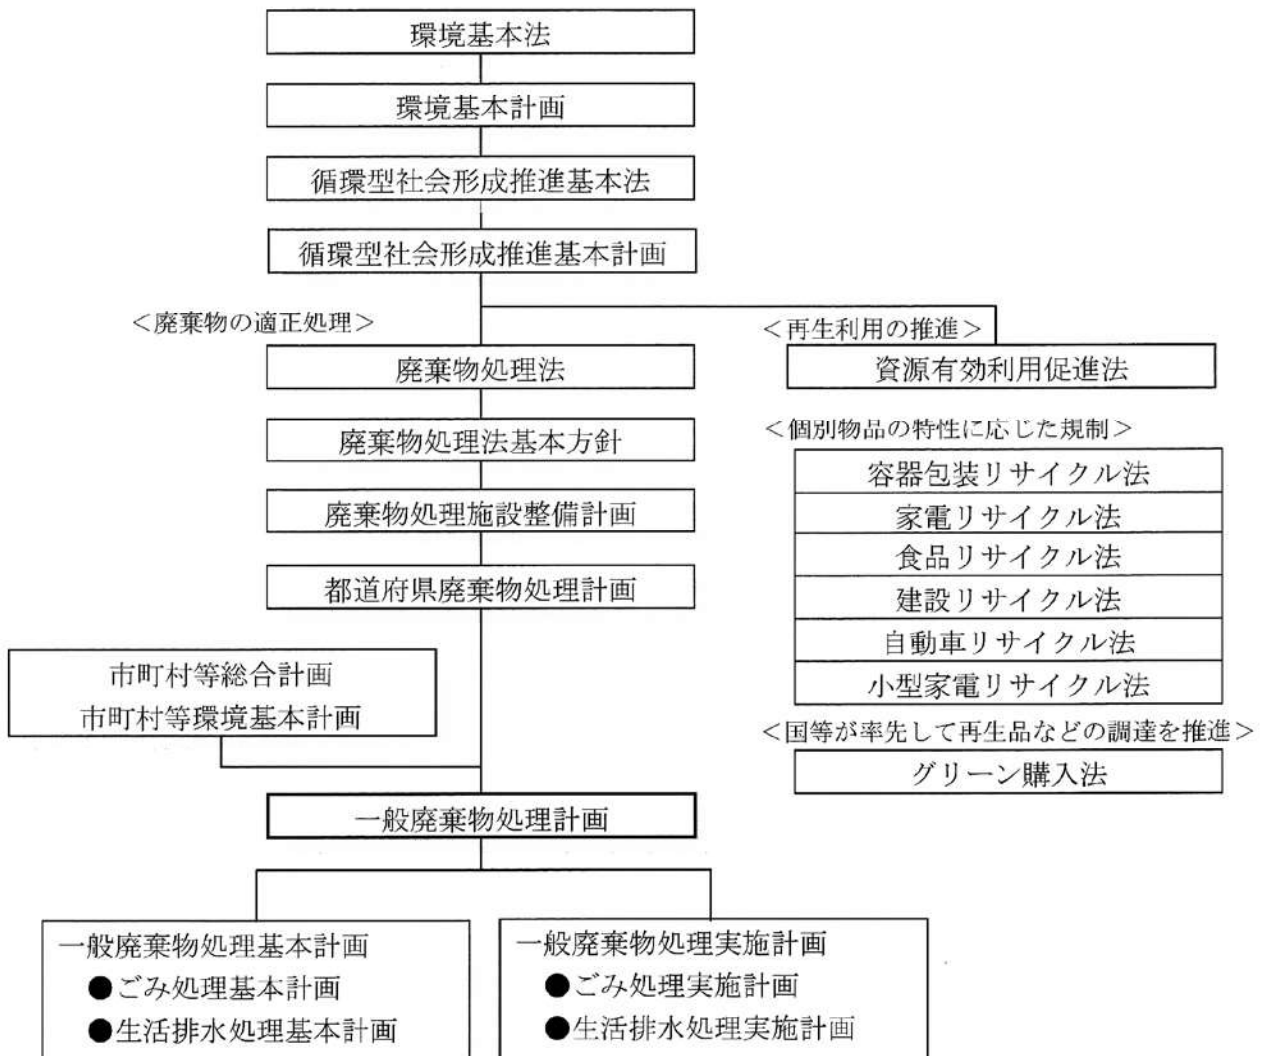 環境基本法
環境基本計画
循環型社会形成推進基本法
循環型社会形成推進基本計画
＜廃棄物の適正処理＞
廃棄物処理法
廃棄物処理法基本方針
廃棄物処理施設整備計画
都道府県廃棄物処理計画
＜再生利用の推進＞
資源有効利用促進法
＜個別物品の特性に応じた規制＞
容器包装リサイクル法
家電リサイクル法
食品リサイクル法
建設リサイクル法
自動車リサイクル法
小型家電リサイクル法
＜国等が率先して再生品などの調達を推進＞
グリーン購入法
市町村等総合計画
市町村等環境基本計画
一般廃棄物処理計画
一般廃棄物処理基本計画
●ごみ処理基本計画
●生活排水処理基本計画
一般廃棄物処理実施計画
●ごみ処理実施計画
●生活排水処理実施計画